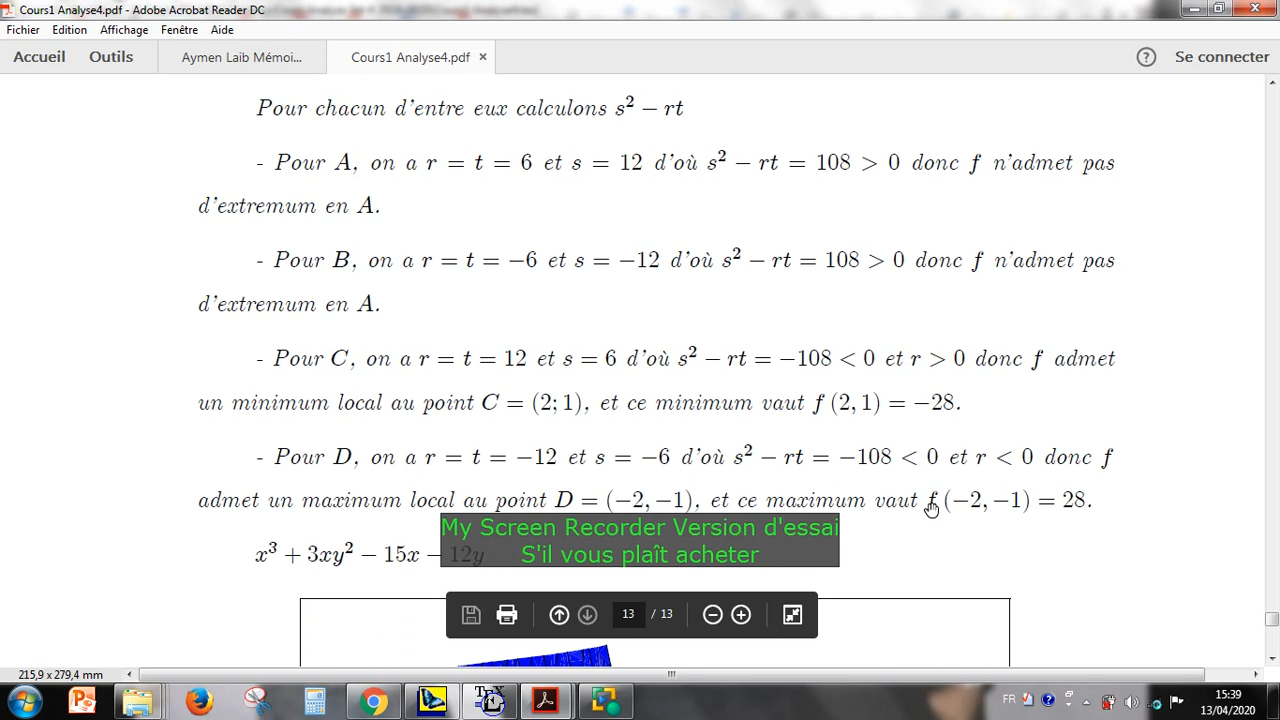 Cours1 Analyse4.pdf - Adobe Acrobat Reader DC
Fichier Edition Affichage Fenêtre Aide
Accueil Outils Aymen Laib Mémoi... Cours1 Analyse4.pdf × ? Se connecter
Pour chacun d'entre eux calculons s² − rt
- Pour A, on a r = t = 6 et s = 12 d'où s² − rt = 108 > 0 donc f n'admet pas
d'extremum en A.
- Pour B, on a r = t = −6 et s = −12 d'où s² − rt = 108 > 0 donc f n'admet pas
d'extremum en A.
- Pour C, on a r = t = 12 et s = 6 d'où s² − rt = −108 < 0 et r > 0 donc f admet
un minimum local au point C = (2; 1), et ce minimum vaut f (2, 1) = −28.
- Pour D, on a r = t = −12 et s = −6 d'où s² − rt = −108 < 0 et r < 0 donc f
admet un maximum local au point D = (−2, −1), et ce maximum vaut f (−2, −1) = 28.
My Screen Recorder Version d'essai
S'il vous plaît acheter
x³ + 3xy² − 15x − 12y
13 / 13
215,9 x 279,4 mm
FR
15:39
13/04/2020